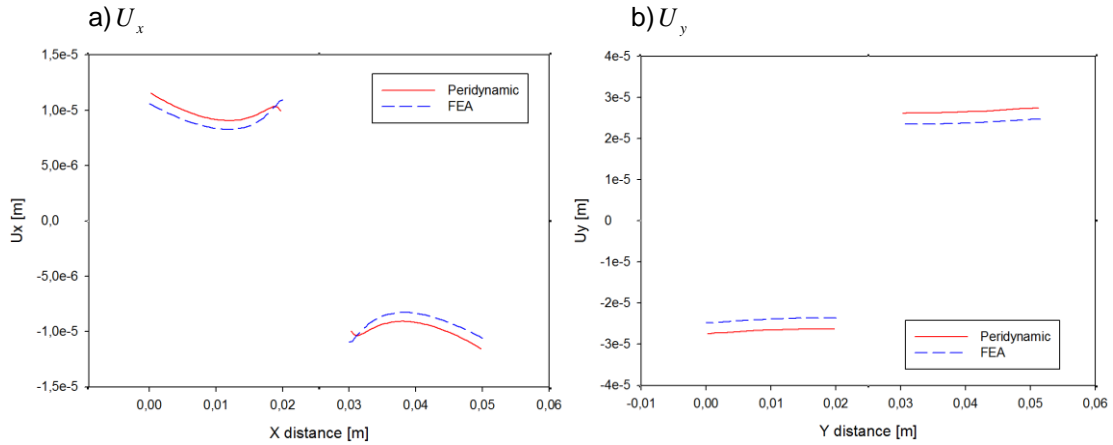 a) U_x
b) U_y
1,5e-5
1,0e-5
5,0e-6
0,0
-5,0e-6
-1,0e-5
-1,5e-5
Ux [m]
Peridynamic
FEA
0,00 0,01 0,02 0,03 0,04 0,05 0,06
X distance [m]
4e-5
3e-5
2e-5
1e-5
0
-1e-5
-2e-5
-3e-5
-4e-5
Uy [m]
Peridynamic
FEA
-0,01 0,00 0,01 0,02 0,03 0,04 0,05 0,06
Y distance [m]